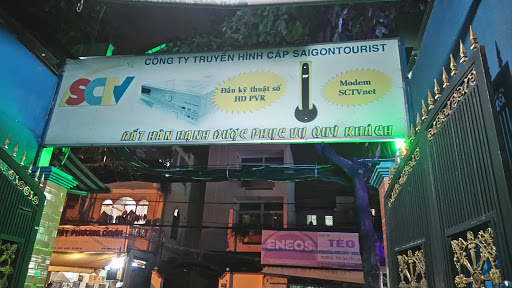 CÔNG TY TRUYỀN HÌNH CÁP SAIGONTOURIST
SCTV
Đầu kỹ thuật số
HD PVR
Modem
SCTVnet
RẤT HÂN HẠNH ĐƯỢC PHỤC VỤ QUÝ KHÁCH
ENEOS
TÈO